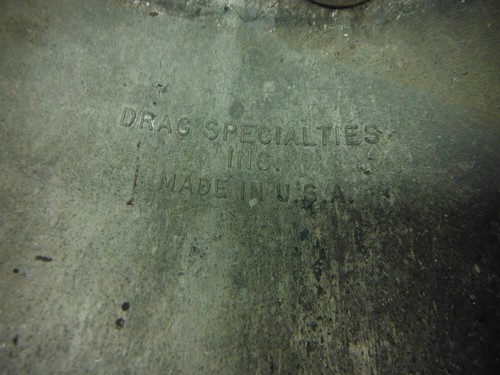 DRAG SPECIALTIES
INC.
MADE IN U.S.A.